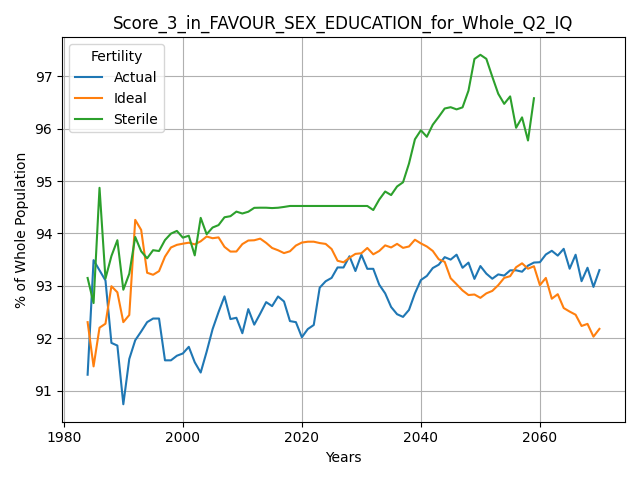 Score_3_in_FAVOUR_SEX_EDUCATION_for_Whole_Q2_IQ
Fertility
Actual
Ideal
Sterile
% of Whole Population
97
96
95
94
93
92
91
1980
2000
2020
2040
2060
Years